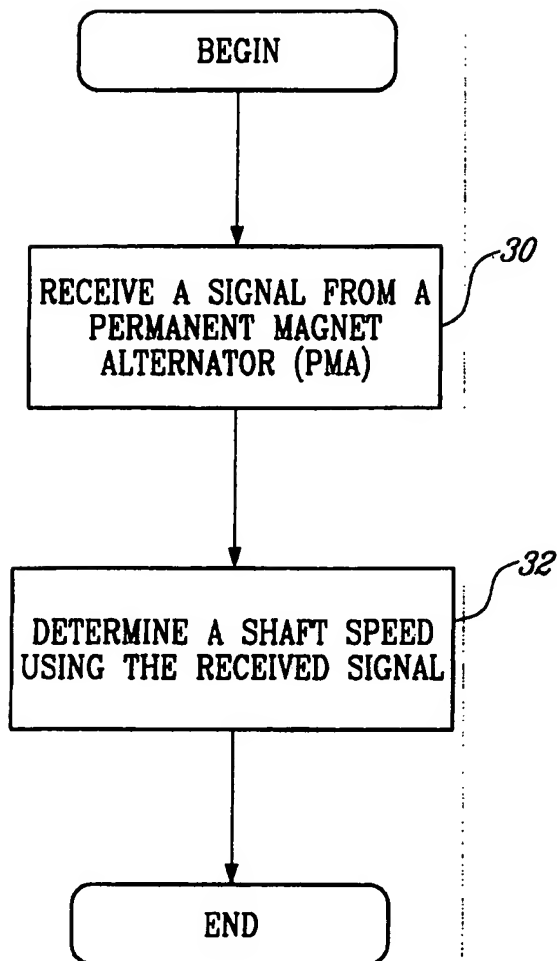 BEGIN
30
RECEIVE A SIGNAL FROM A
PERMANENT MAGNET
ALTERNATOR (PMA)
32
DETERMINE A SHAFT SPEED
USING THE RECEIVED SIGNAL
END